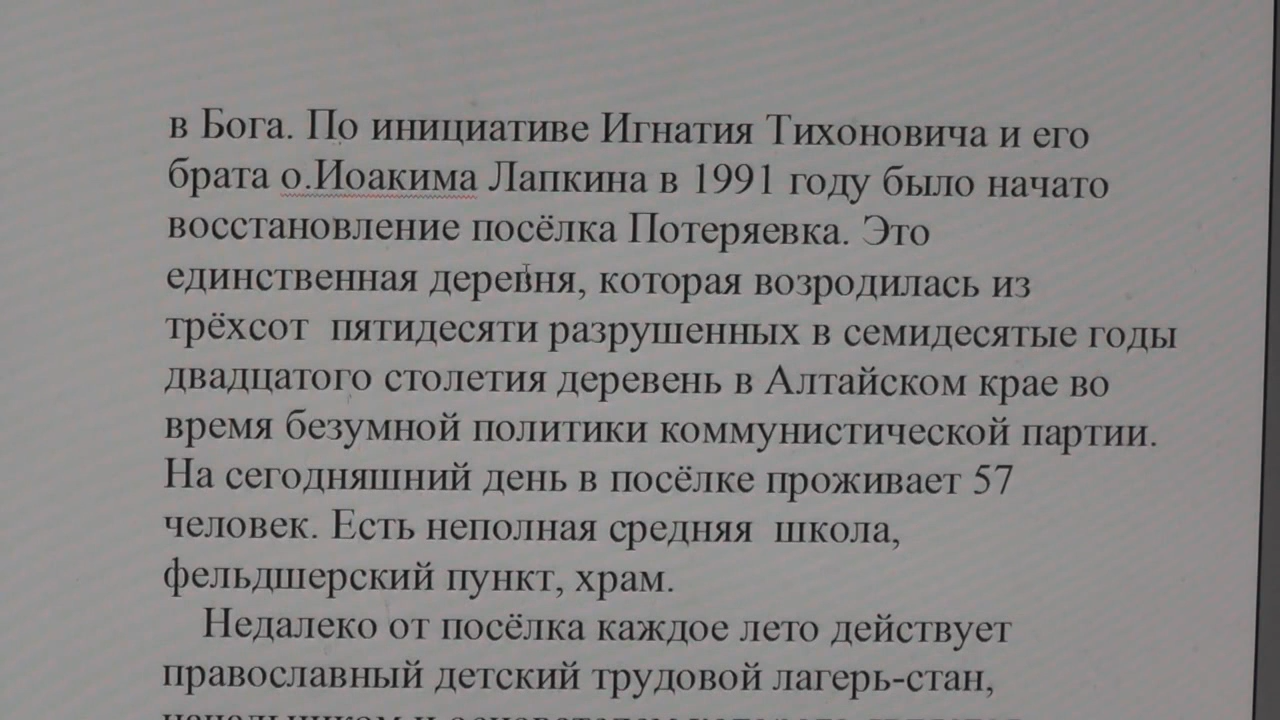 в Бога. По инициативе Игнатия Тихоновича и его
брата о.Иоакима Лапкина в 1991 году было начато
восстановление посёлка Потеряевка. Это
единственная деревня, которая возродилась из
трёхсот  пятидесяти разрушенных в семидесятые годы
двадцатого столетия деревень в Алтайском крае во
время безумной политики коммунистической партии.
На сегодняшний день в посёлке проживает 57
человек. Есть неполная средняя  школа,
фельдшерский пункт, храм.
Недалеко от посёлка каждое лето действует
православный детский трудовой лагерь-стан,